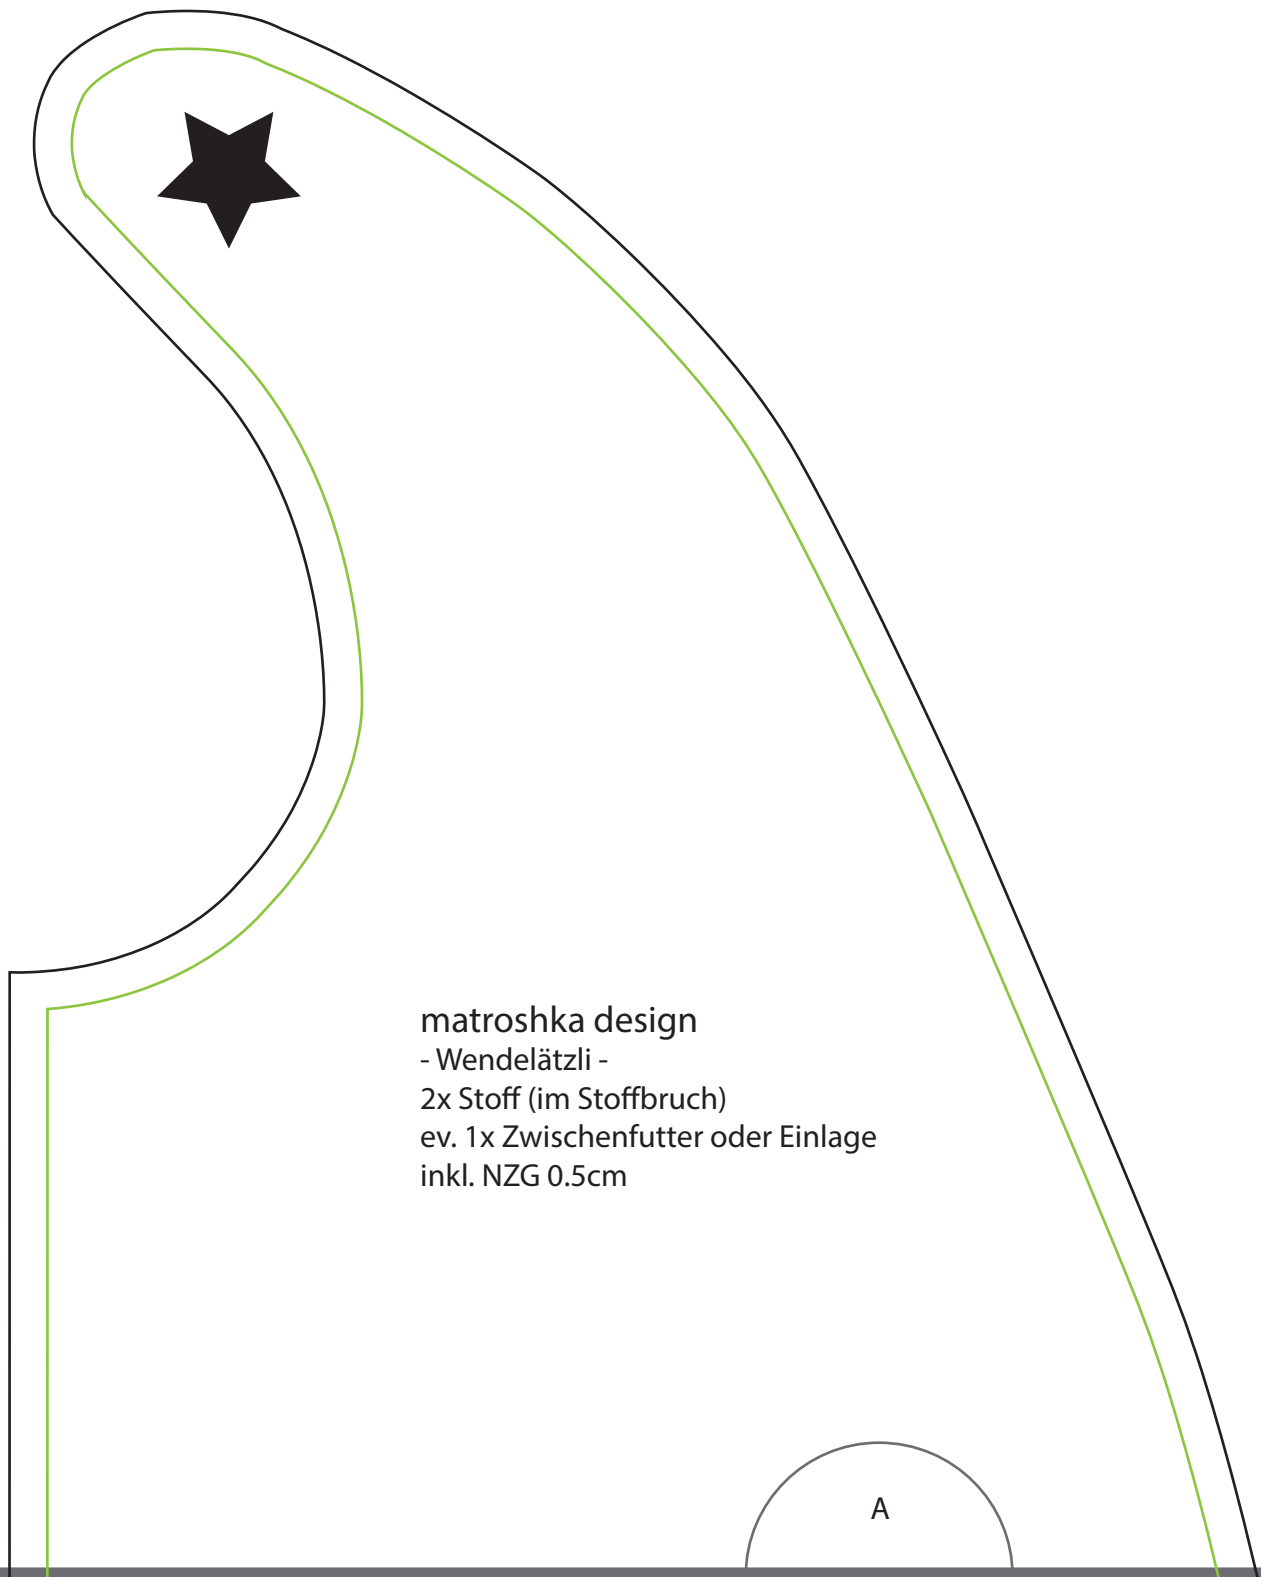 matroshka design
- Wendelätzli -
2x Stoff (im Stoffbruch)
ev. 1x Zwischenfutter oder Einlage
inkl. NZG 0.5cm
A